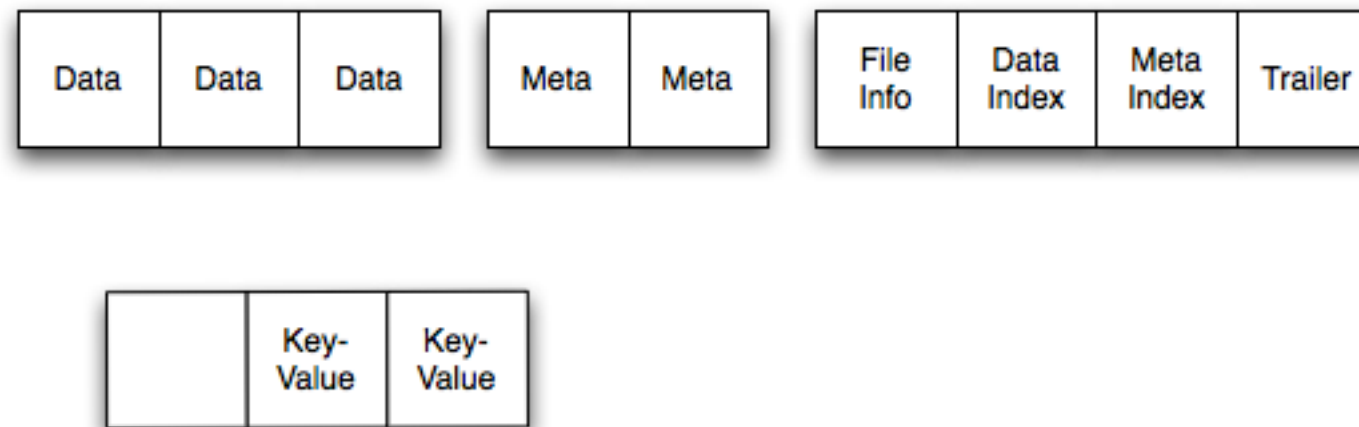 Data Data Data Meta Meta File Info Data Index Meta Index Trailer
Key-Value Key-Value